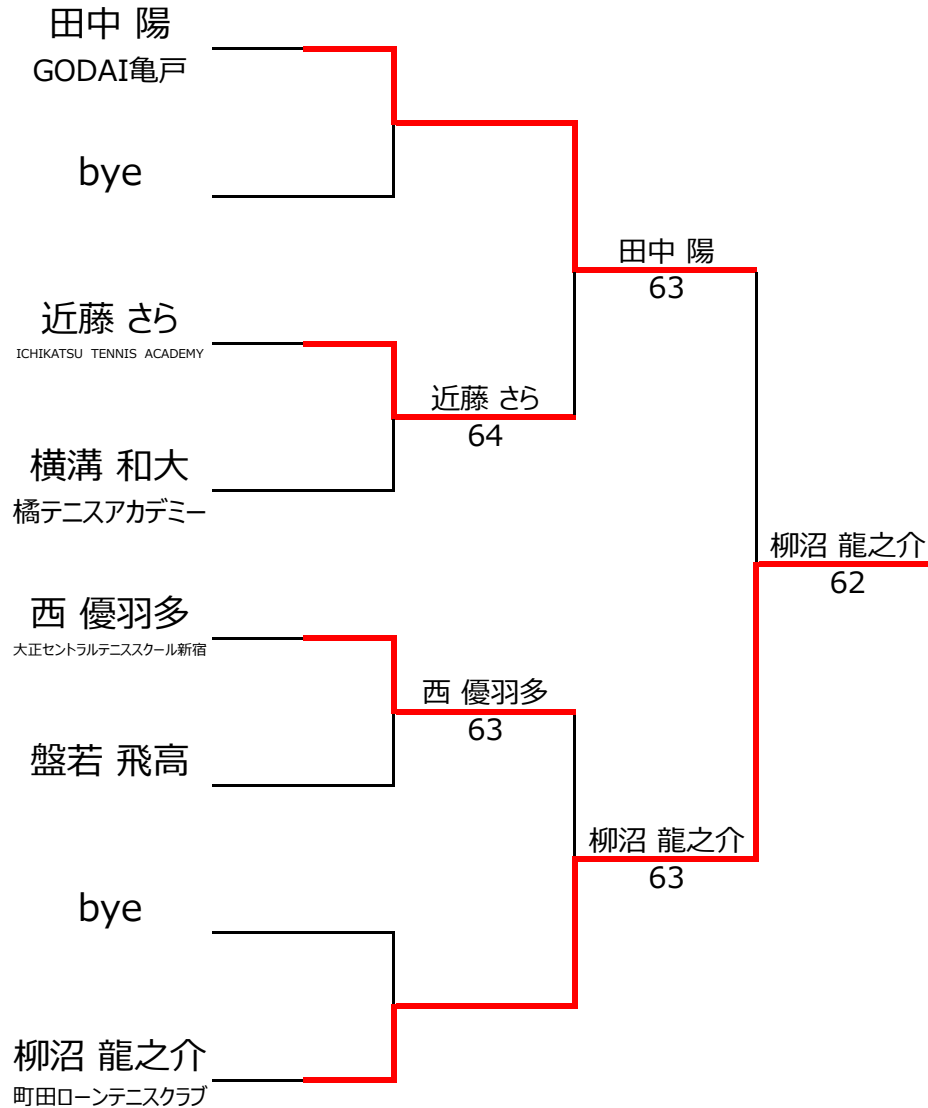 田中 陽
GODAI亀戸
bye
近藤 さら
ICHIKATSU TENNIS ACADEMY
横溝 和大
橘テニスアカデミー
西 優羽多
大正セントラルテニススクール新宿
盤若 飛高
bye
柳沼 龍之介
町田ローンテニスクラブ
近藤 さら
64
西 優羽多
63
田中 陽
63
柳沼 龍之介
63
柳沼 龍之介
62